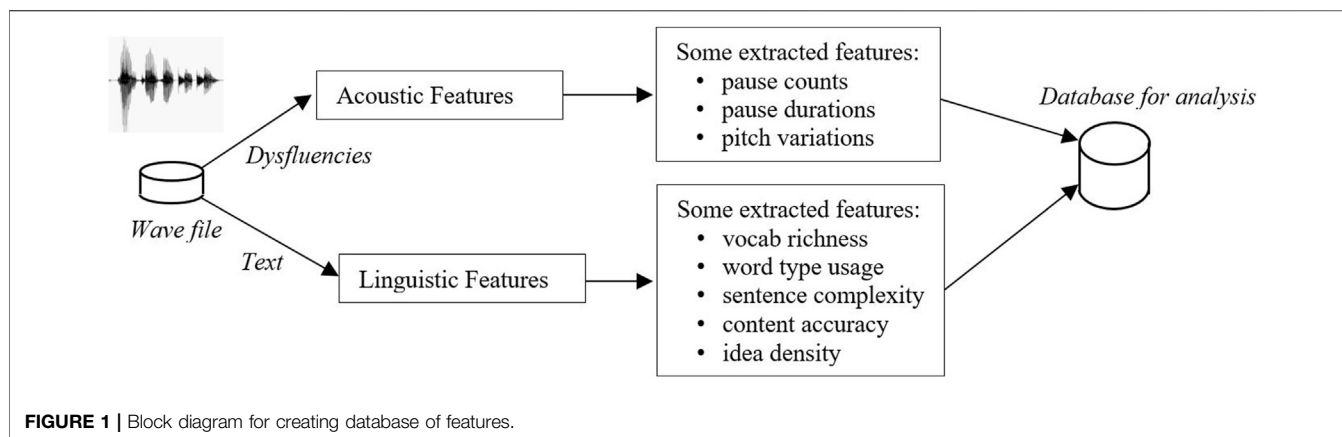 Some extracted features:
• pause counts
• pause durations
• pitch variations
Acoustic Features
Database for analysis
Dysfluencies
Wave file
Text
Linguistic Features
Some extracted features:
• vocab richness
• word type usage
• sentence complexity
• content accuracy
• idea density
FIGURE 1 | Block diagram for creating database of features.